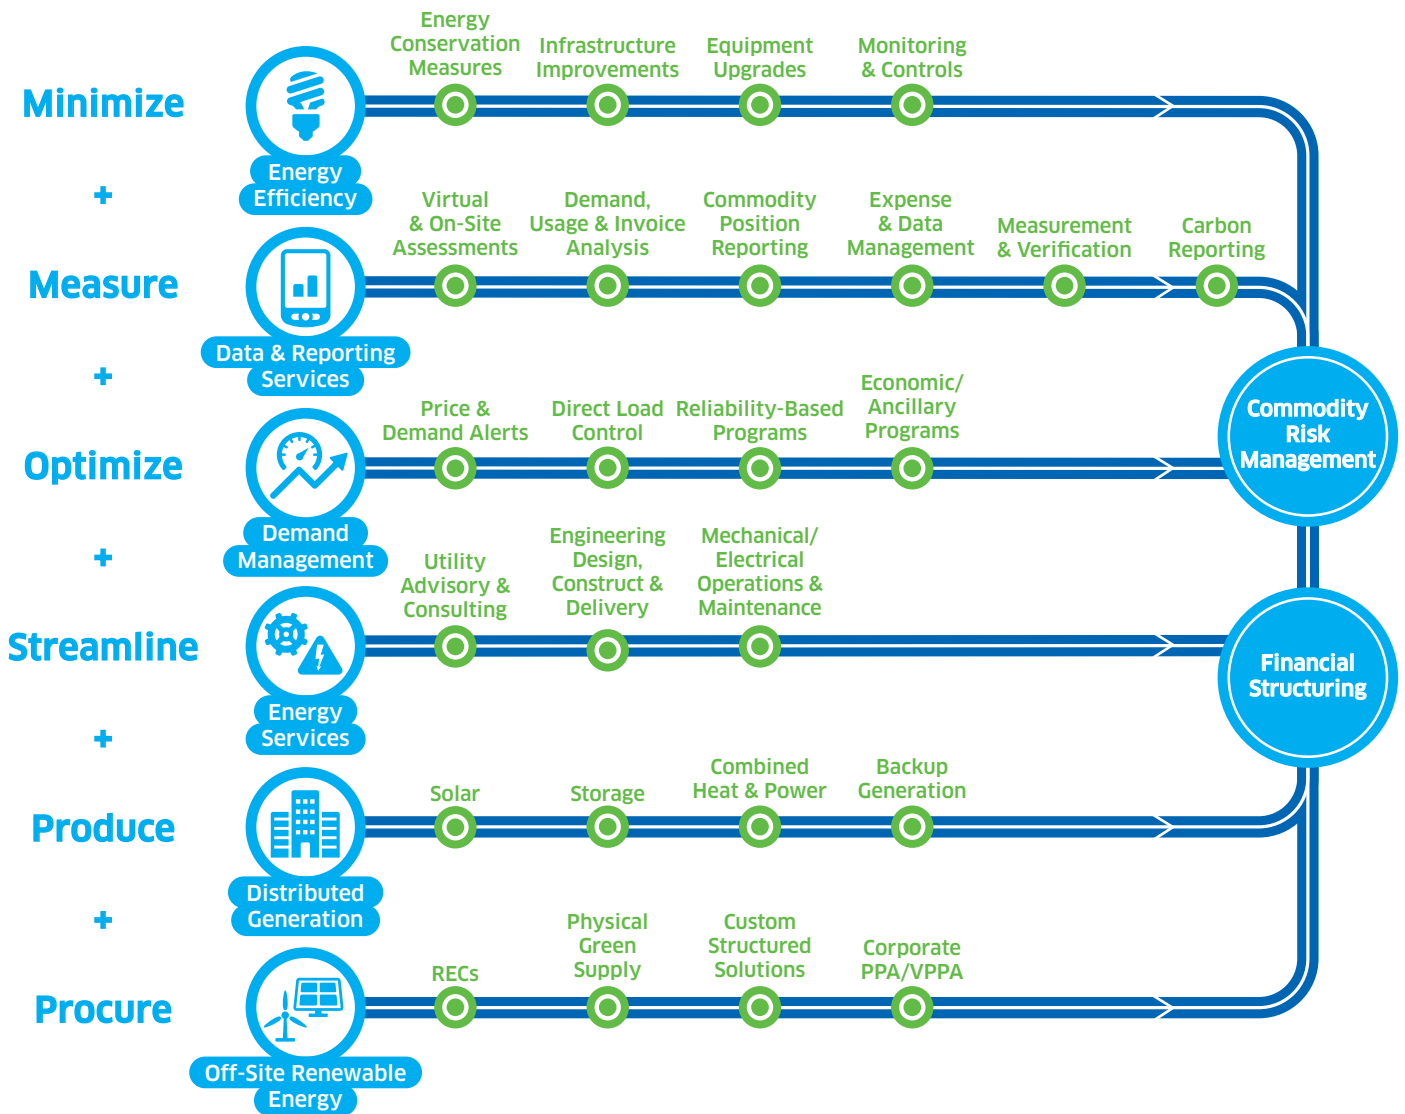 Minimize
Energy
Efficiency
Energy
Conservation
Measures
Infrastructure
Improvements
Equipment
Upgrades
Monitoring
& Controls
+
Measure
Data & Reporting
Services
Virtual
& On-Site
Assessments
Demand,
Usage & Invoice
Analysis
Commodity
Position
Reporting
Expense
& Data
Management
Measurement
& Verification
Carbon
Reporting
+
Optimize
Demand
Management
Price &
Demand Alerts
Direct Load
Control
Reliability-Based
Programs
Economic/
Ancillary
Programs
Commodity
Risk
Management
+
Streamline
Energy
Services
Utility
Advisory &
Consulting
Engineering
Design,
Construct &
Delivery
Mechanical/
Electrical
Operations &
Maintenance
Financial
Structuring
+
Produce
Distributed
Generation
Solar
Storage
Combined
Heat & Power
Backup
Generation
+
Procure
Off-Site Renewable
Energy
RECs
Physical
Green
Supply
Custom
Structured
Solutions
Corporate
PPA/VPPA